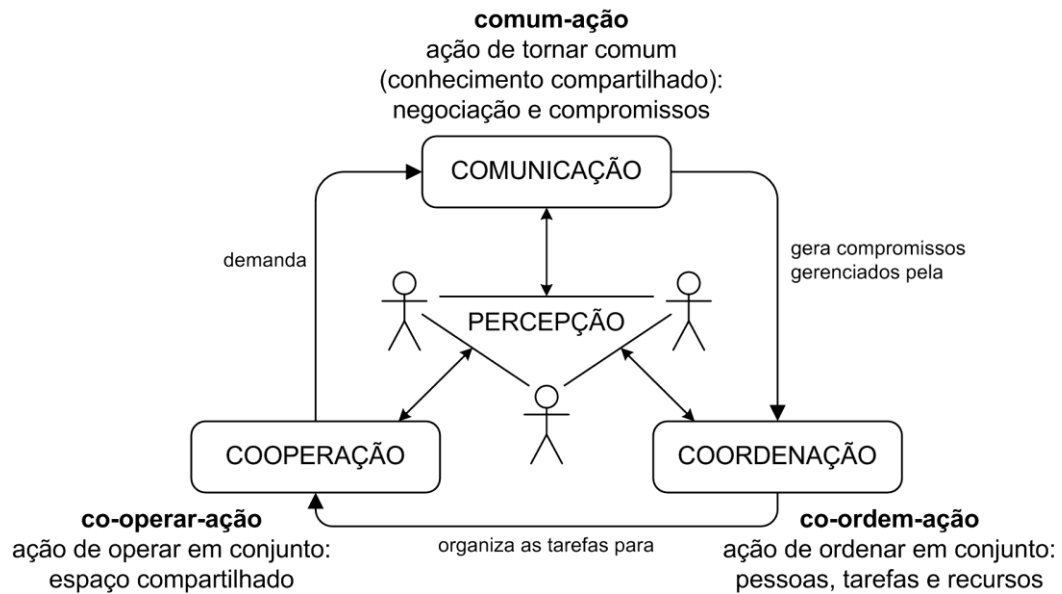 comum-ação
ação de tornar comum
(conhecimento compartilhado):
negociação e compromissos
COMUNICAÇÃO
demanda
gera compromissos
gerenciados pela
PERCEPÇÃO
COOPERAÇÃO
COORDENAÇÃO
co-operar-ação
ação de operar em conjunto:
espaço compartilhado
organiza as tarefas para
co-ordem-ação
ação de ordenar em conjunto:
pessoas, tarefas e recursos